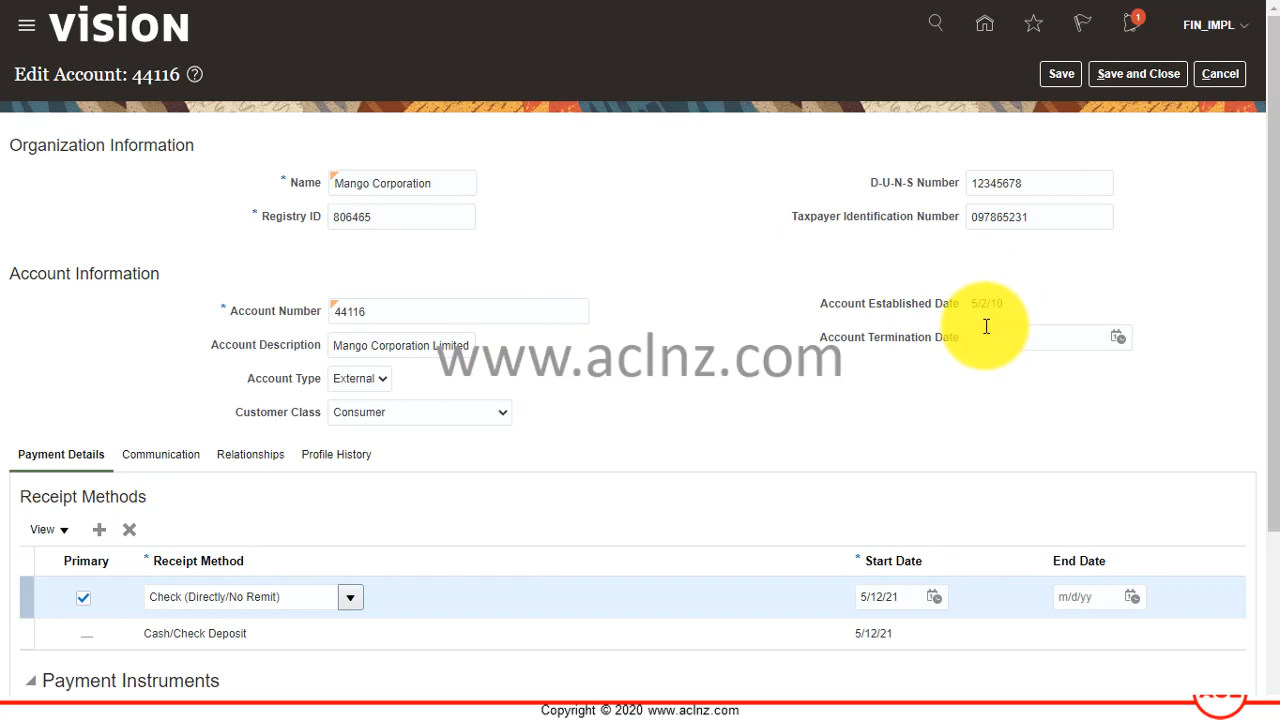 vision
1
FIN_IMPL
Edit Account: 44116 ?
Save Save and Close Cancel
Organization Information
* Name Mango Corporation D-U-N-S Number 12345678
* Registry ID 806465 Taxpayer Identification Number 097865231
Account Information
* Account Number 44116 Account Established Date 5/2/10
Account Description Mango Corporation Limited Account Termination Date
www.aclnz.com
Account Type External
Customer Class Consumer
Payment Details Communication Relationships Profile History
Receipt Methods
View
Primary * Receipt Method * Start Date End Date
Check (Directly/No Remit) 5/12/21 m/d/yy
Cash/Check Deposit 5/12/21
Payment Instruments
Copyright © 2020 www.aclnz.com